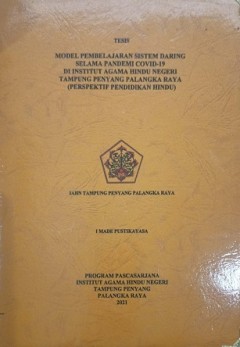 TESIS
MODEL PEMBELAJARAN SISTEM DARING
SELAMA PANDEMI COVID-19
DI INSTITUT AGAMA HINDU NEGERI
TAMPUNG PENYANG PALANGKA RAYA
(PERSPEKTIF PENDIDIKAN HINDU)
IAHN TAMPUNG PENYANG PALANGKA RAYA
I MADE PUSTIKAYASA
PROGRAM PASCASARJANA
INSTITUT AGAMA HINDU NEGERI
TAMPUNG PENYANG
PALANGKA RAYA
2021